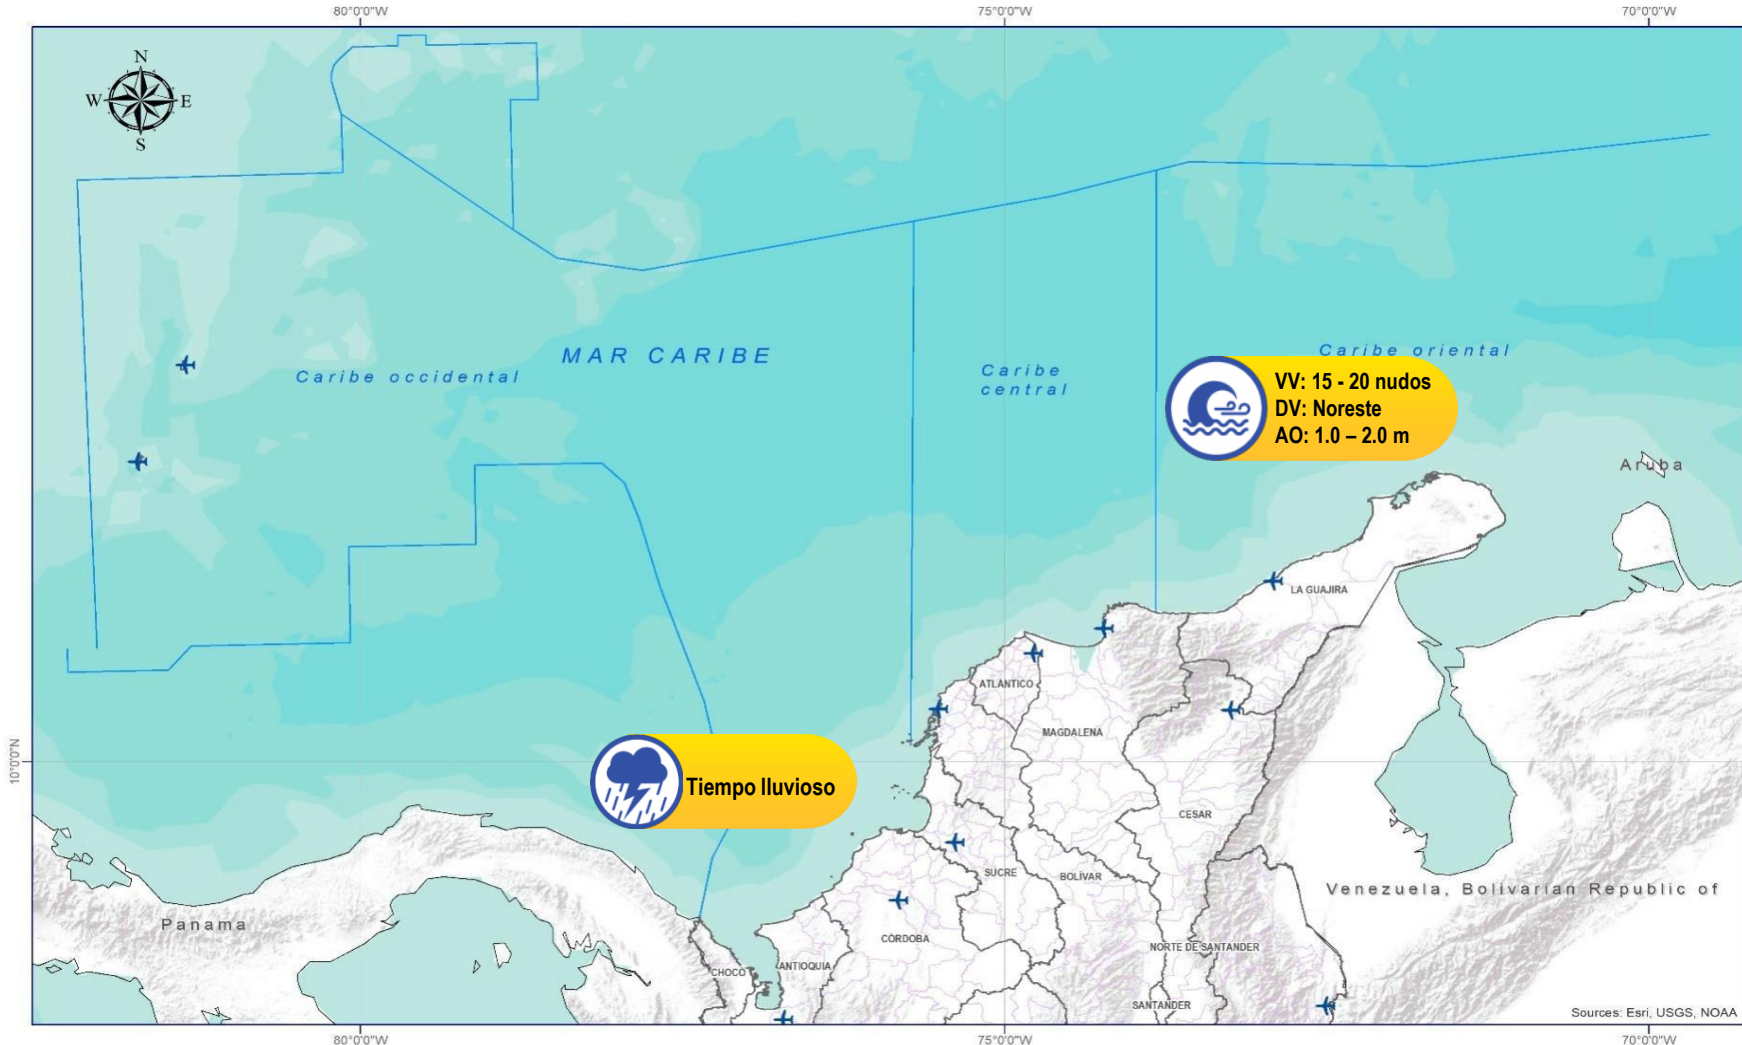 80°0'0"W
75°0'0"W
70°0'0"W
N
W
E
S
MAR CARIBE
Caribe occidental
Caribe
central
Caribe oriental
VV: 15 - 20 nudos
DV: Noreste
AO: 1.0 – 2.0 m
Aruba
LA GUAJIRA
ATLÁNTICO
MAGDALENA
10°0'0"N
Tiempo lluvioso
CESAR
SUCRE
BOLÍVAR
Venezuela, Bolivarian Republic of
Panama
CÓRDOBA
NORTE DE SANTANDER
CHOCÓ
ANTIOQUIA
SANTANDER
Sources: Esri, USGS, NOAA
80°0'0"W
75°0'0"W
70°0'0"W